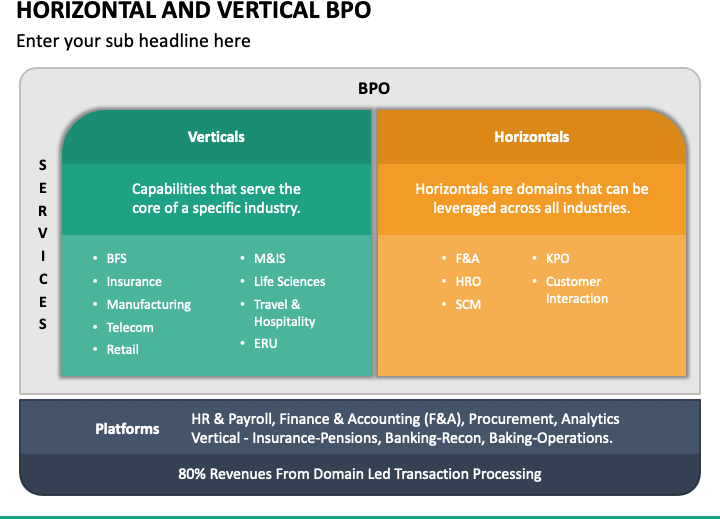 HORIZONTAL AND VERTICAL BPO
Enter your sub headline here
BPO
SERVICES
Verticals
Capabilities that serve the
core of a specific industry.
• BFS
• Insurance
• Manufacturing
• Telecom
• Retail
• M&IS
• Life Sciences
• Travel &
Hospitality
• ERU
Horizontals
Horizontals are domains that can be
leveraged across all industries.
• F&A
• HRO
• SCM
• KPO
• Customer
Interaction
Platforms
HR & Payroll, Finance & Accounting (F&A), Procurement, Analytics
Vertical - Insurance-Pensions, Banking-Recon, Baking-Operations.
80% Revenues From Domain Led Transaction Processing